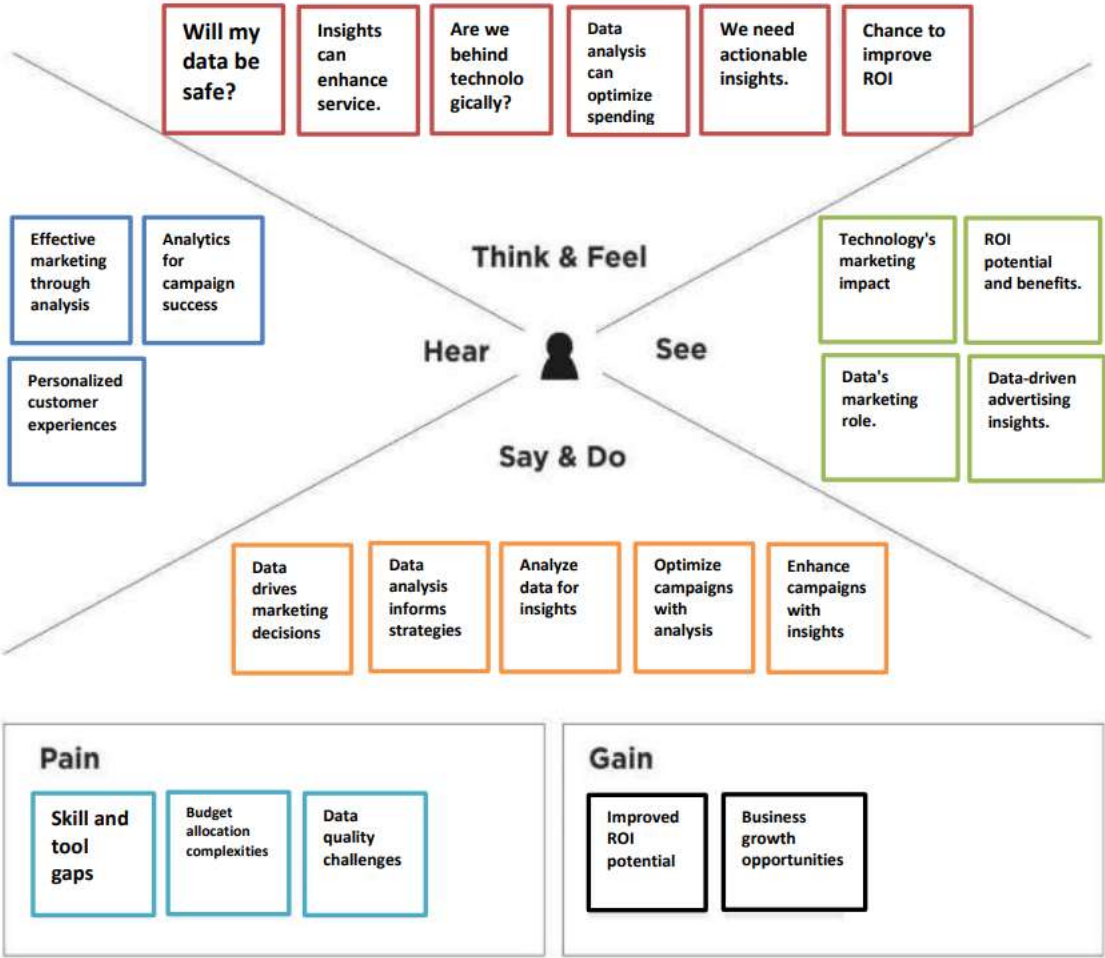 Will my
data be
safe?
Insights
can
enhance
service.
Are we
behind
technolo
gically?
Data
analysis
can
optimize
spending
We need
actionable
insights.
Chance to
improve
ROI
Think & Feel
Effective
marketing
through
analysis
Analytics
for
campaign
success
Personalized
customer
experiences
Hear
See
Technology's
marketing
impact
ROI
potential
and benefits.
Data's
marketing
role.
Data-driven
advertising
insights.
Say & Do
Data
drives
marketing
decisions
Data
analysis
informs
strategies
Analyze
data for
insights
Optimize
campaigns
with
analysis
Enhance
campaigns
with
insights
Pain
Skill and
tool
gaps
Budget
allocation
complexities
Data
quality
challenges
Gain
Improved
ROI
potential
Business
growth
opportunities